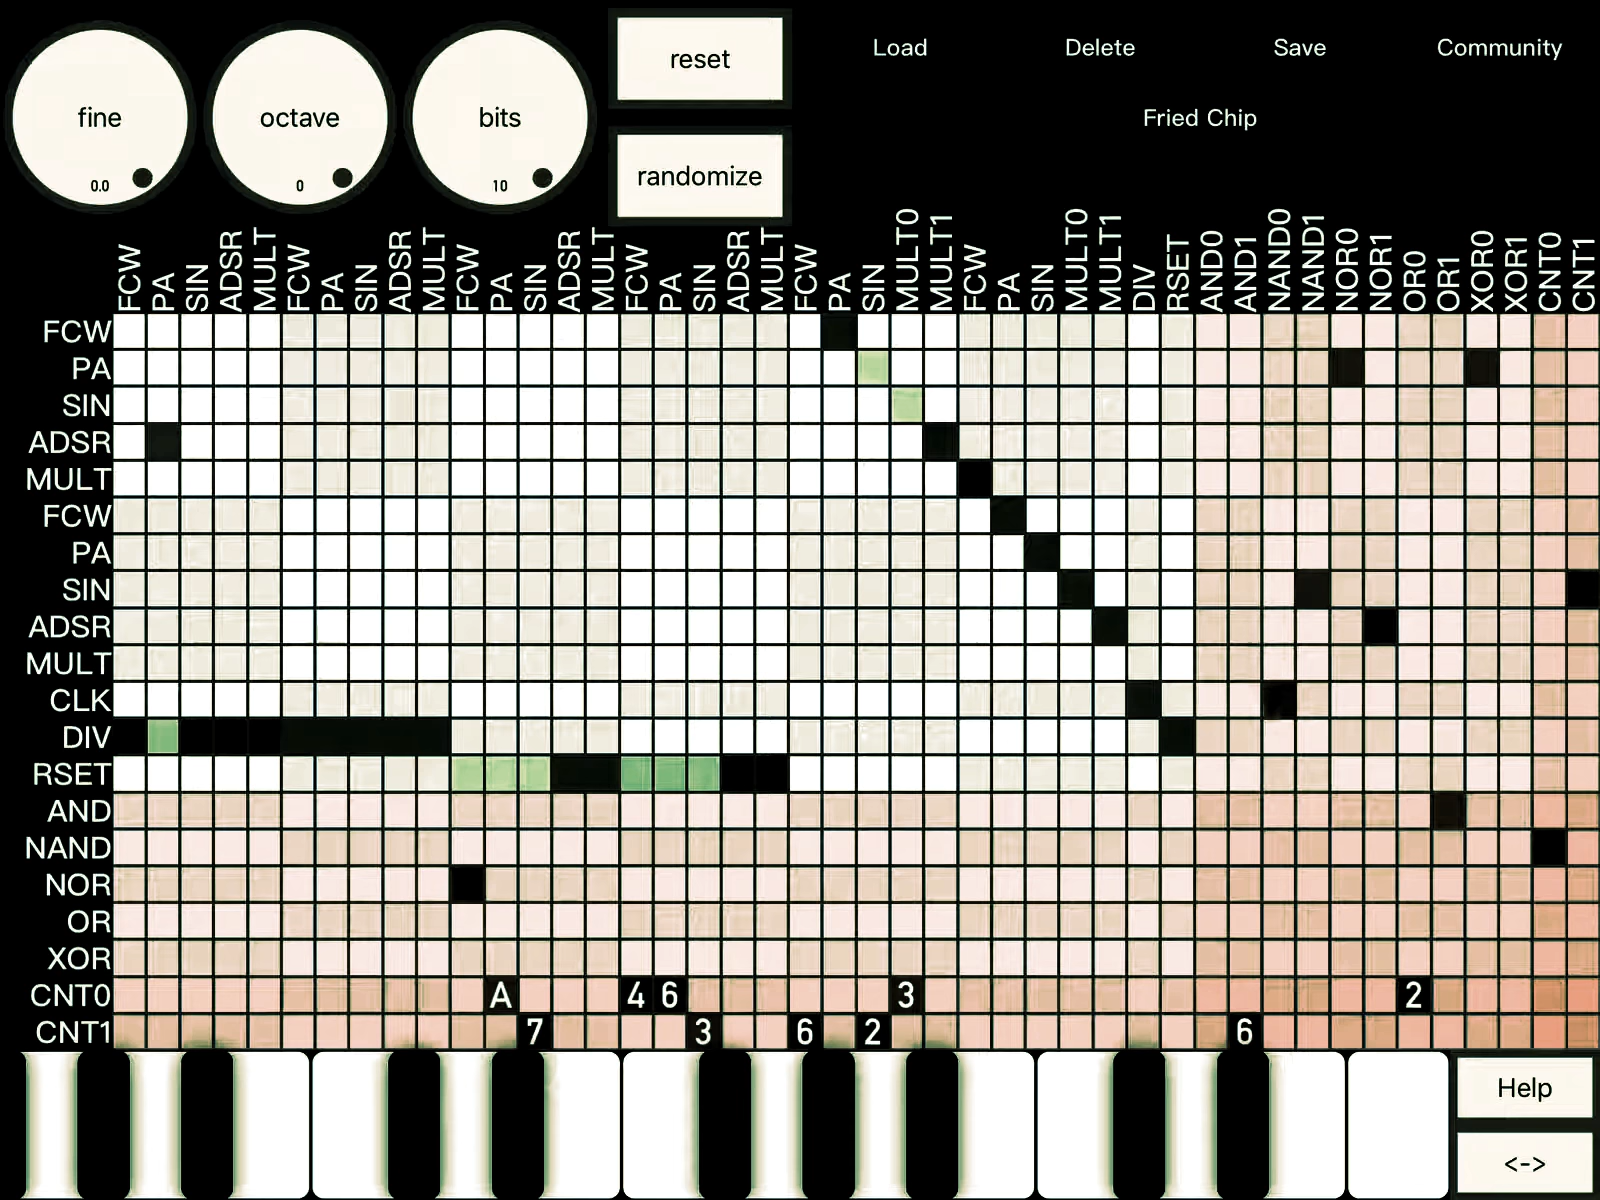 reset
Load Delete Save Community
fine octave bits
Fried Chip
0.0 0 10
randomize
FCW PA SIN ADSR MULT FCW PA SIN ADSR MULT FCW PA SIN ADSR MULT FCW PA SIN ADSR MULT FCW PA SIN MULT0 MULT1 FCW PA SIN MULT0 MULT1 DIV RSET AND0 AND1 NAND0 NAND1 NOR0 NOR1 OR0 OR1 XOR0 XOR1 CNT0 CNT1
FCW
PA
SIN
ADSR
MULT
FCW
PA
SIN
ADSR
MULT
CLK
DIV
RSET
AND
NAND
NOR
OR
XOR
CNT0 A 4 6 3 2
CNT1 7 3 6 2 6
Help
<->